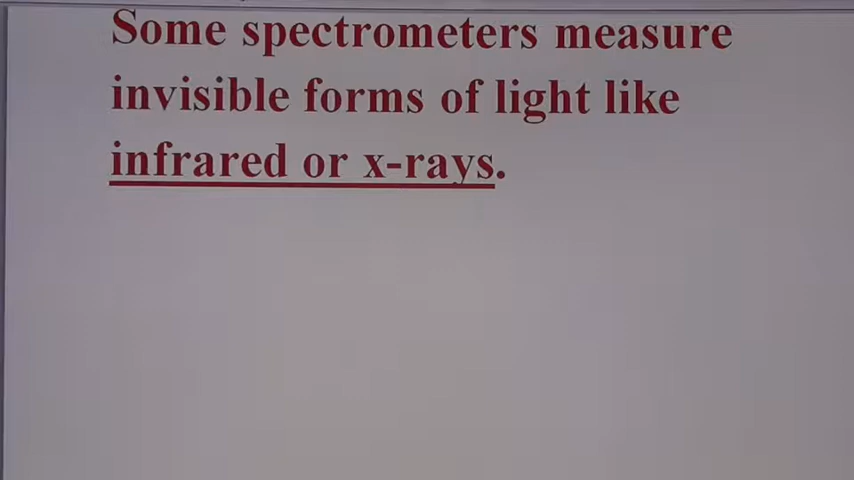 Some spectrometers measure
invisible forms of light like
infrared or x-rays.